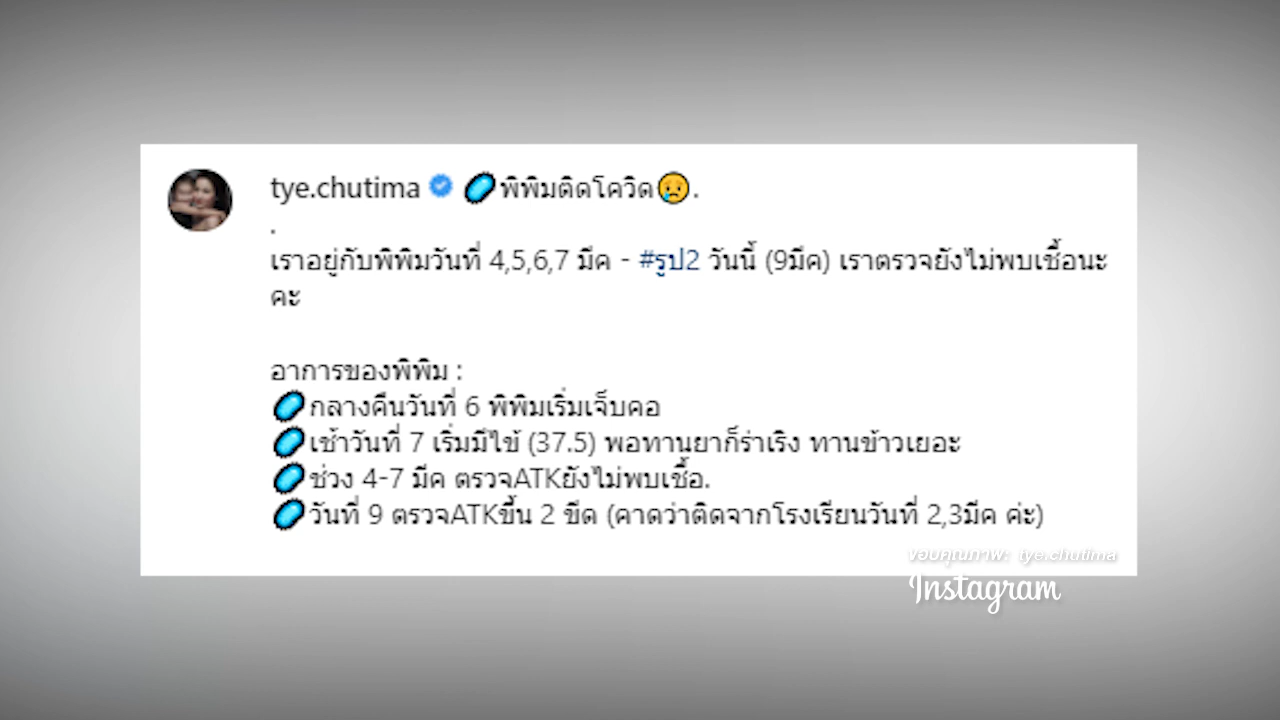 tye.chutima 🦠พิพิมติดโควิด😢.
.
เราอยู่กับพิพิมวันที่ 4,5,6,7 มีค - #รูป2 วันนี้ (9มีค) เราตรวจยังไม่พบเชื้อนะ
คะ
อาการของพิพิม :
กลางคืนวันที่ 6 พิพิมเริ่มเจ็บคอ
เช้าวันที่ 7 เริ่มมีไข้ (37.5) พอทานยาก็ร่าเริง ทานข้าวเยอะ
ช่วง 4-7 มีค ตรวจATKยังไม่พบเชื้อ.
วันที่ 9 ตรวจATKขึ้น 2 ขีด (คาดว่าติดจากโรงเรียนวันที่ 2,3มีค ค่ะ)
ขอบคุณภาพ: tye.chutima
Instagram